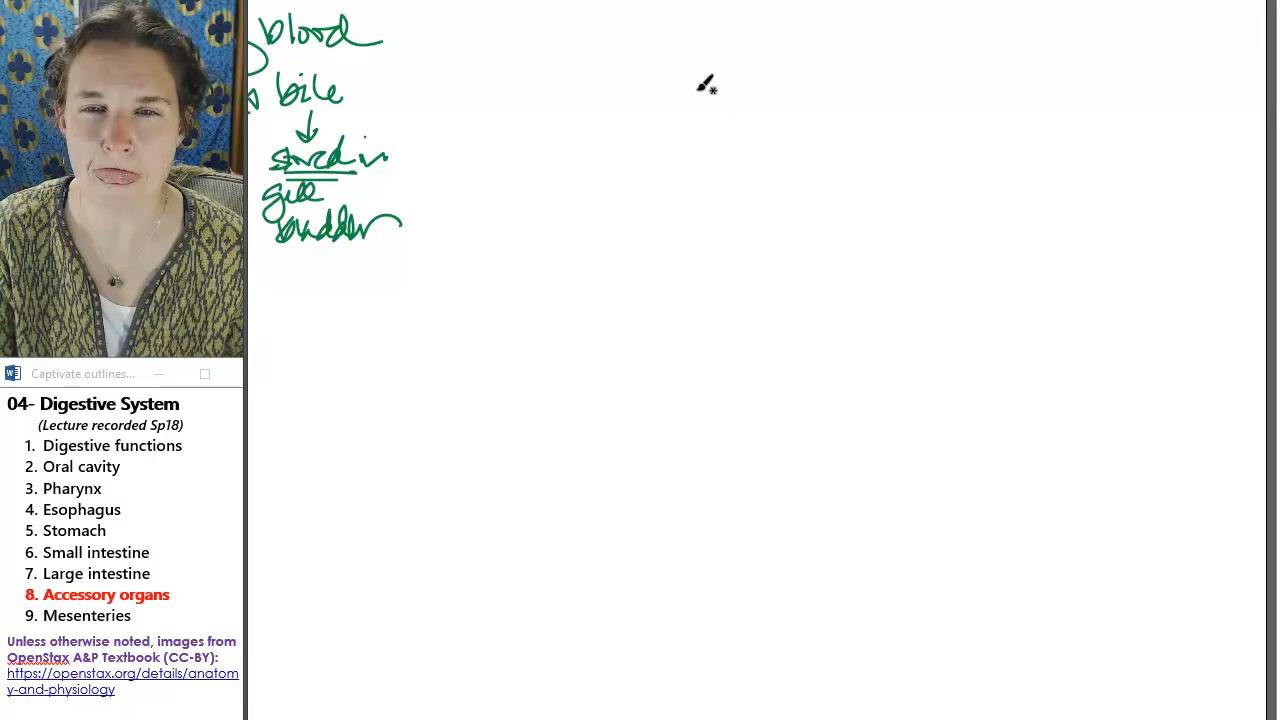 blood
bile
↓
stored in
gall
bladder
Captivate outlines...
04- Digestive System
(Lecture recorded Sp18)
1. Digestive functions
2. Oral cavity
3. Pharynx
4. Esophagus
5. Stomach
6. Small intestine
7. Large intestine
8. Accessory organs
9. Mesenteries
Unless otherwise noted, images from
OpenStax A&P Textbook (CC-BY):
https://openstax.org/details/anatom
y-and-physiology